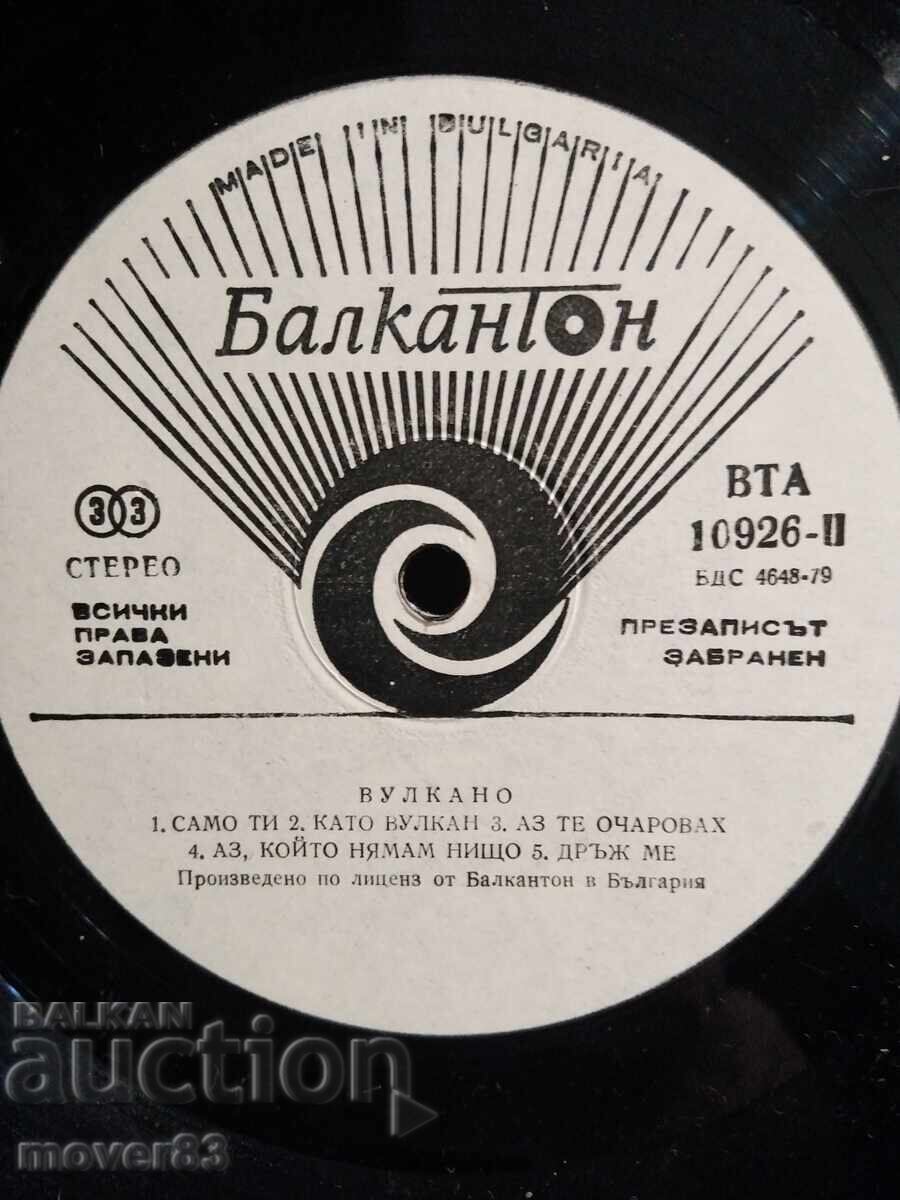 MADE IN BULGARIA
Балкантон
33
СТЕРЕО
ВСИЧКИ
ПРАВА
ЗАПАЗЕНИ
ВТА
10926-II
БДС 4648-79
ПРЕЗАПИСЪТ
ЗАБРАНЕН
ВУЛКАНО
1. САМО ТИ 2. КАТО ВУЛКАН 3. АЗ ТЕ ОЧАРОВАХ
4. АЗ, КОЙТО НЯМАМ НИЩО 5. ДРЪЖ МЕ
Произведено по лиценз от Балкантон в България
BALKAN
auction
mover83